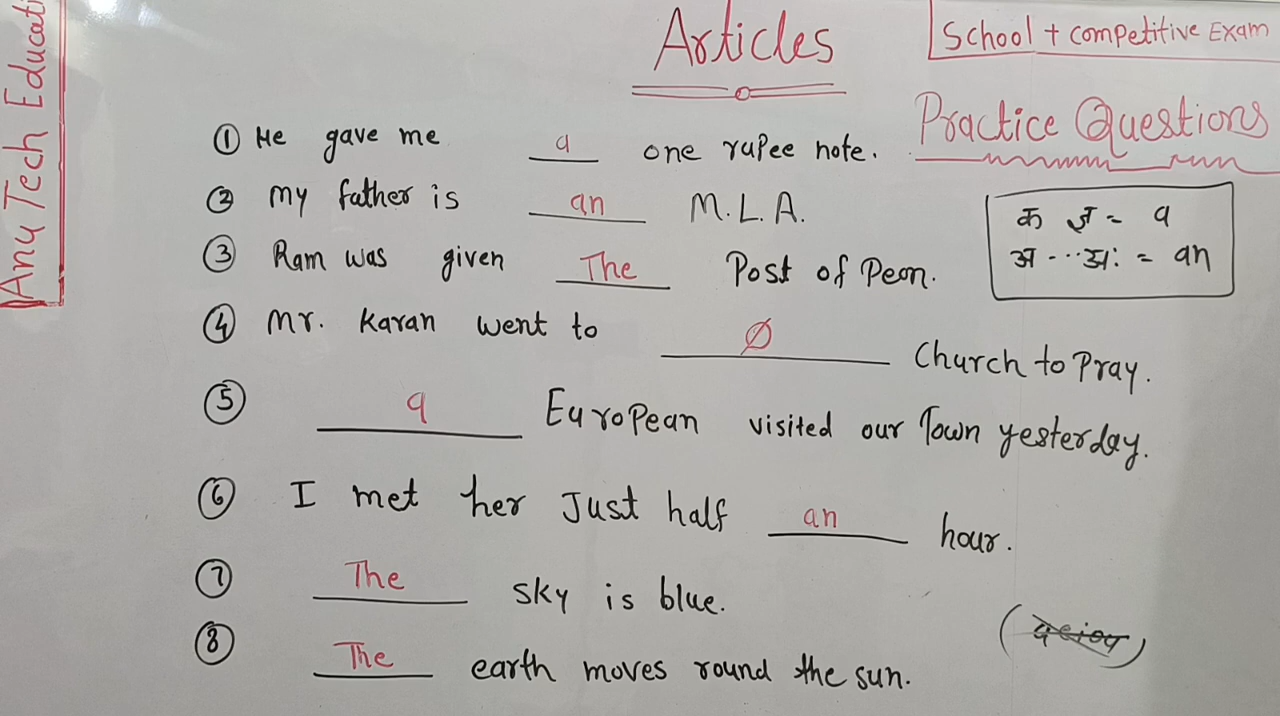 Anu Tech Educati
Articles
School + competitive Exam
Practice Questions
① He gave me a one rupee note.
② My father is an M.L.A.
③ Ram was given The Post of Peon.
④ Mr. Karan went to Ø Church to Pray.
⑤ a European visited our Town yesterday.
⑥ I met her Just half an hour.
⑦ The sky is blue.
⑧ The earth moves round the sun.
क ज्ञ = a
अ...अः = an